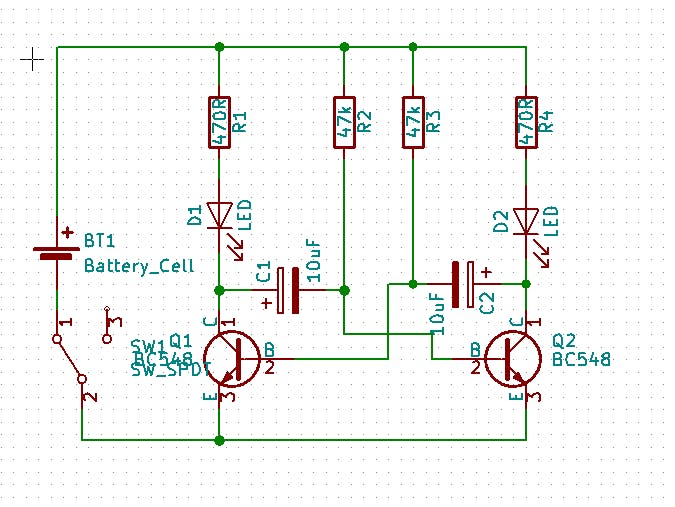 470R
R1
47k
R2
47k
R3
470R
R4
D1
LED
D2
LED
BT1
+
Battery_Cell
C1
10uF
+
10uF
C2
+
1
3
2
SW1
SW_SPDT
Q1
BC548
C
1
B
2
E
3
Q2
BC548
C
1
B
2
E
3